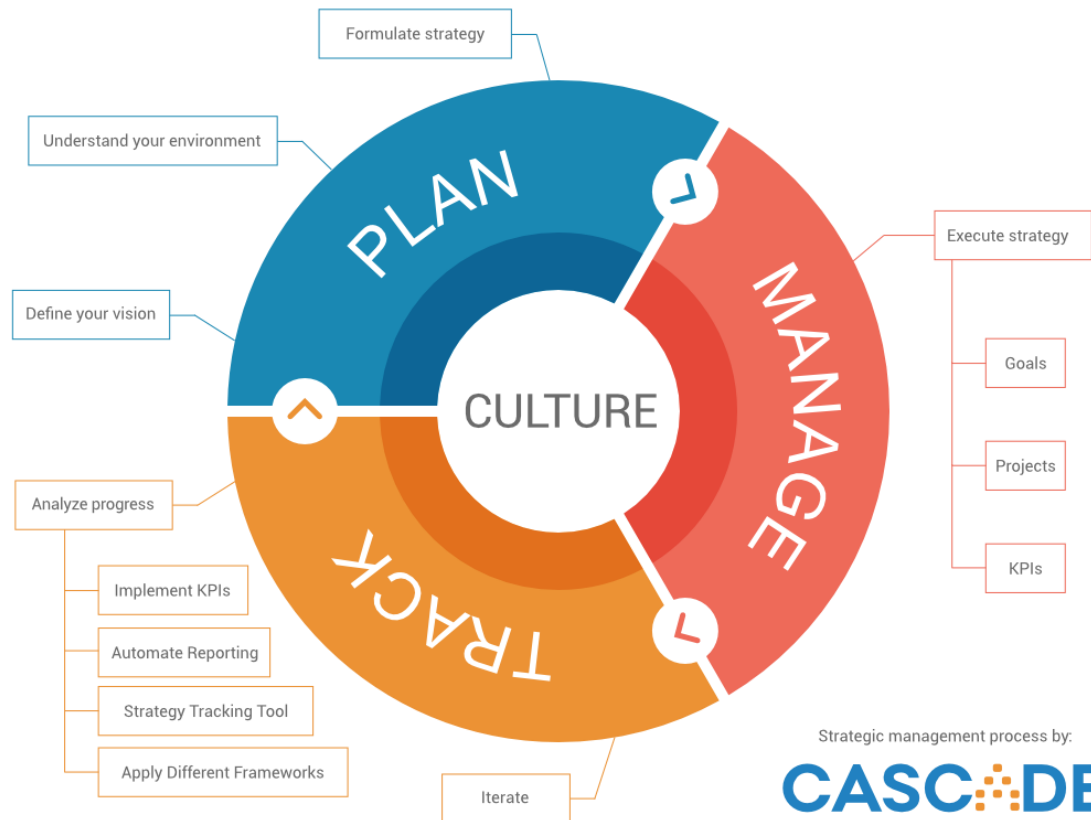 Formulate strategy
Understand your environment
Define your vision
PLAN
MANAGE
TRACK
CULTURE
Execute strategy
Goals
Projects
KPIs
Analyze progress
Implement KPIs
Automate Reporting
Strategy Tracking Tool
Apply Different Frameworks
Iterate
Strategic management process by:
CASCADE